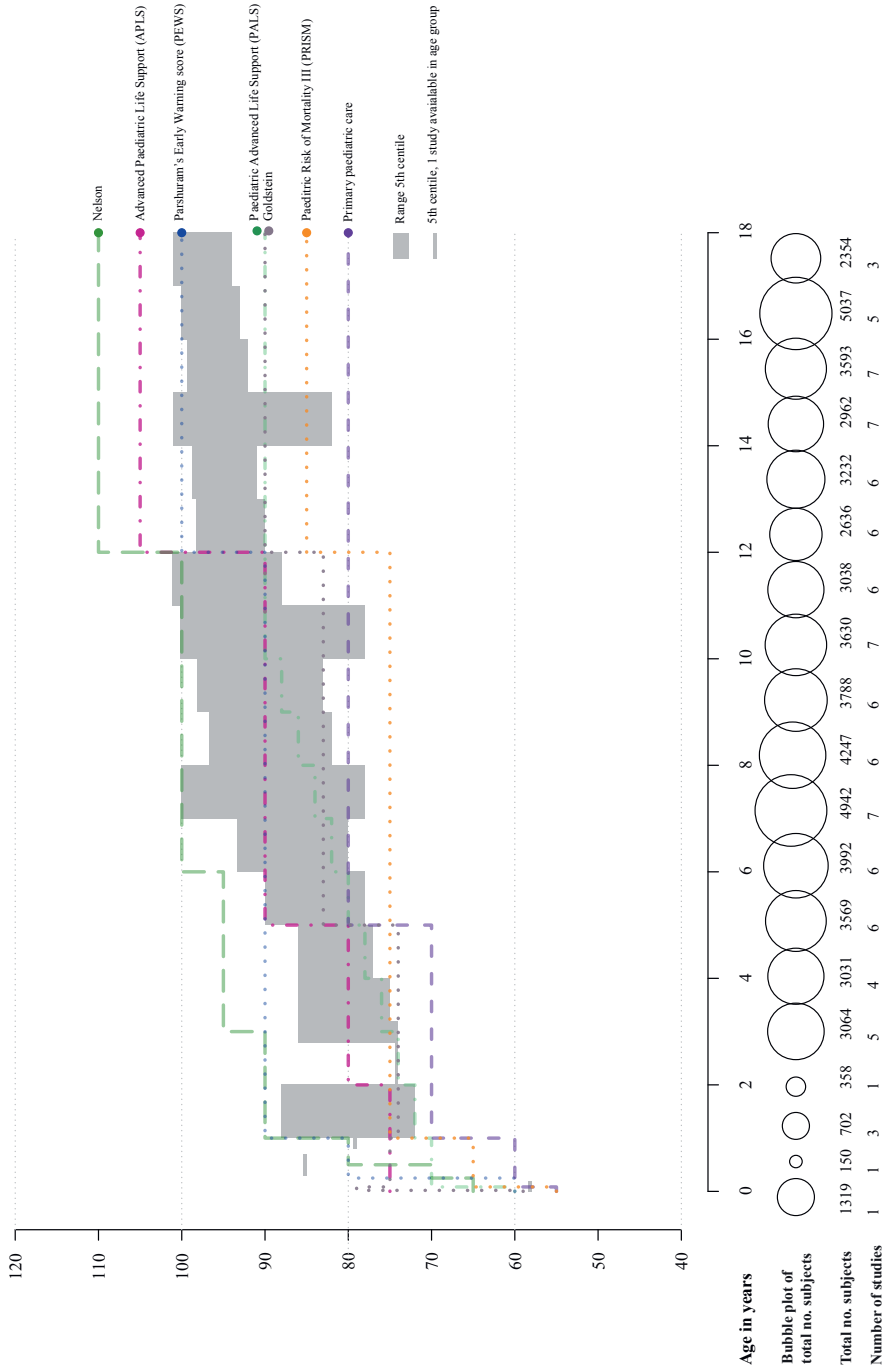 120
110
100
90
80
70
60
50
40
Nelson
Advanced Paediatric Life Support (APLS)
Parshuram's Early Warning score (PEWS)
Paediatric Advanced Life Support (PALS)
Goldstein
Paeditric Risk of Mortality III (PRISM)
Primary paediatric care
Range 5th centile
5th centile, 1 study avaialable in age group
Age in years 0 2 4 6 8 10 12 14 16 18
Bubble plot of
total no. subjects
Total no. subjects 1319 150 702 358 3064 3031 3569 3992 4942 4247 3788 3630 3038 2636 3232 2962 3593 5037 2354
Number of studies 1 1 3 1 5 4 6 6 7 6 6 7 6 6 6 7 7 5 3